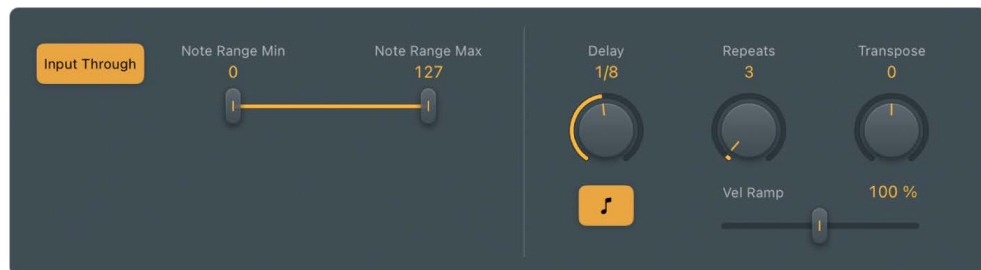 Input Through
Note Range Min
0
Note Range Max
127
Delay
1/8
Repeats
3
Transpose
0
Vel Ramp
100 %